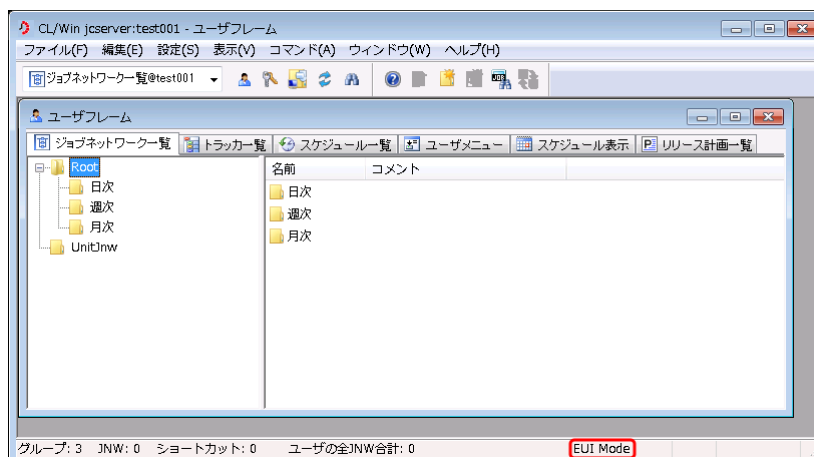 CL/Win jcserver:test001 - ユーザフレーム
ファイル(F) 編集(E) 設定(S) 表示(V) コマンド(A) ウィンドウ(W) ヘルプ(H)
ジョブネットワーク一覧@test001
ユーザフレーム
ジョブネットワーク一覧 トラッカ一覧 スケジュール一覧 ユーザメニュー スケジュール表示 リリース計画一覧
Root
日次
週次
月次
UnitJnw
名前 コメント
日次
週次
月次
グループ: 3 JNW: 0 ショートカット: 0 ユーザの全JNW合計: 0 EUI Mode